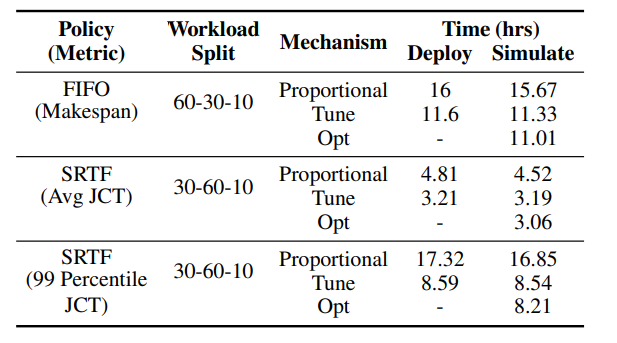 Policy (Metric) Workload Split Mechanism Time (hrs) Deploy Simulate
FIFO (Makespan) 60-30-10 Proportional 16 15.67
Tune 11.6 11.33
Opt - 11.01
SRTF (Avg JCT) 30-60-10 Proportional 4.81 4.52
Tune 3.21 3.19
Opt - 3.06
SRTF (99 Percentile JCT) 30-60-10 Proportional 17.32 16.85
Tune 8.59 8.54
Opt - 8.21